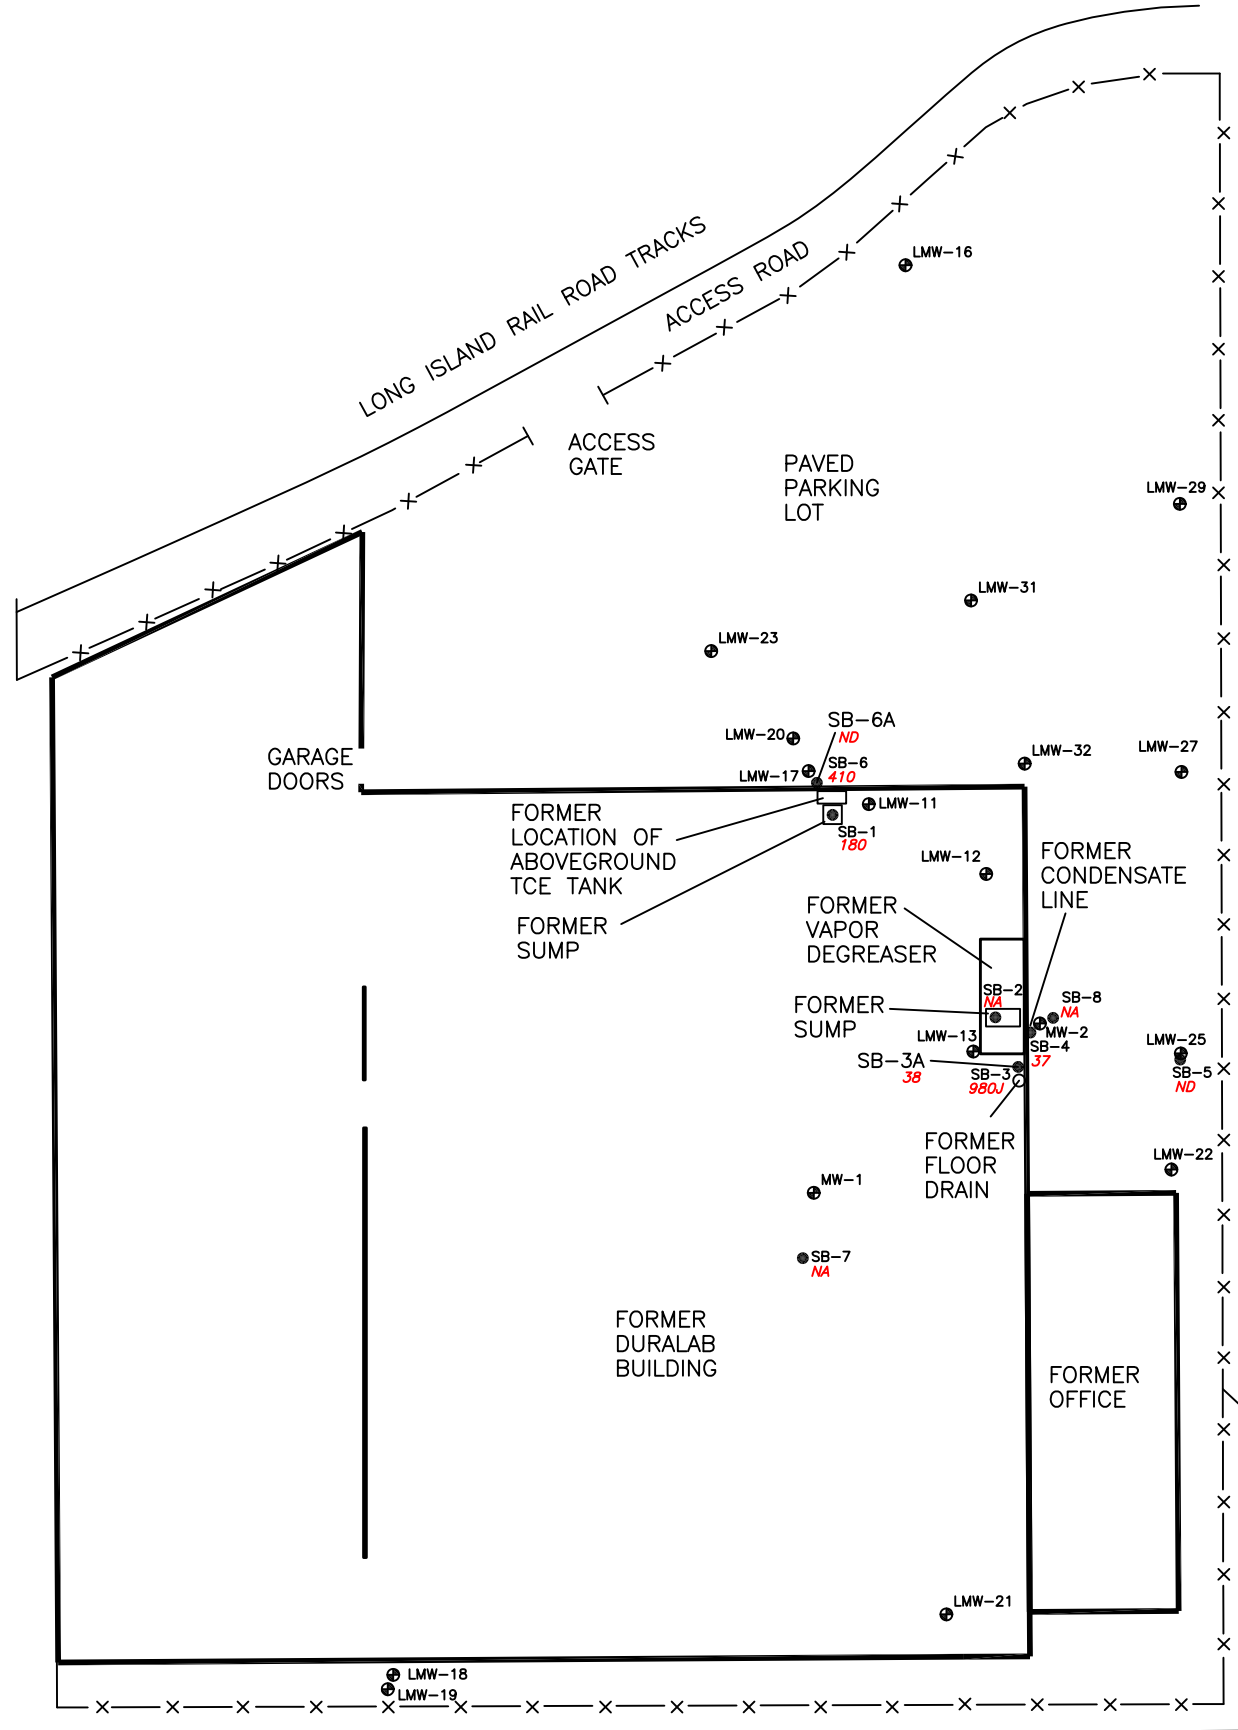 LMW-16
LONG ISLAND RAIL ROAD TRACKS
ACCESS ROAD
ACCESS
GATE
PAVED
PARKING
LOT
LMW-29
LMW-31
LMW-23
SB-6A
ND
LMW-20
LMW-32
LMW-27
GARAGE
DOORS
LMW-17
SB-6
410
FORMER
LOCATION OF
ABOVEGROUND
TCE TANK
LMW-11
SB-1
180
LMW-12
FORMER
CONDENSATE
LINE
FORMER
SUMP
FORMER
VAPOR
DEGREASER
SB-2
NA
SB-8
NA
FORMER
SUMP
MW-2
LMW-13
SB-4
37
LMW-25
SB-3A
38
SB-3
980J
SB-5
ND
FORMER
FLOOR
DRAIN
LMW-22
MW-1
SB-7
NA
FORMER
DURALAB
BUILDING
FORMER
OFFICE
LMW-21
LMW-18
LMW-19